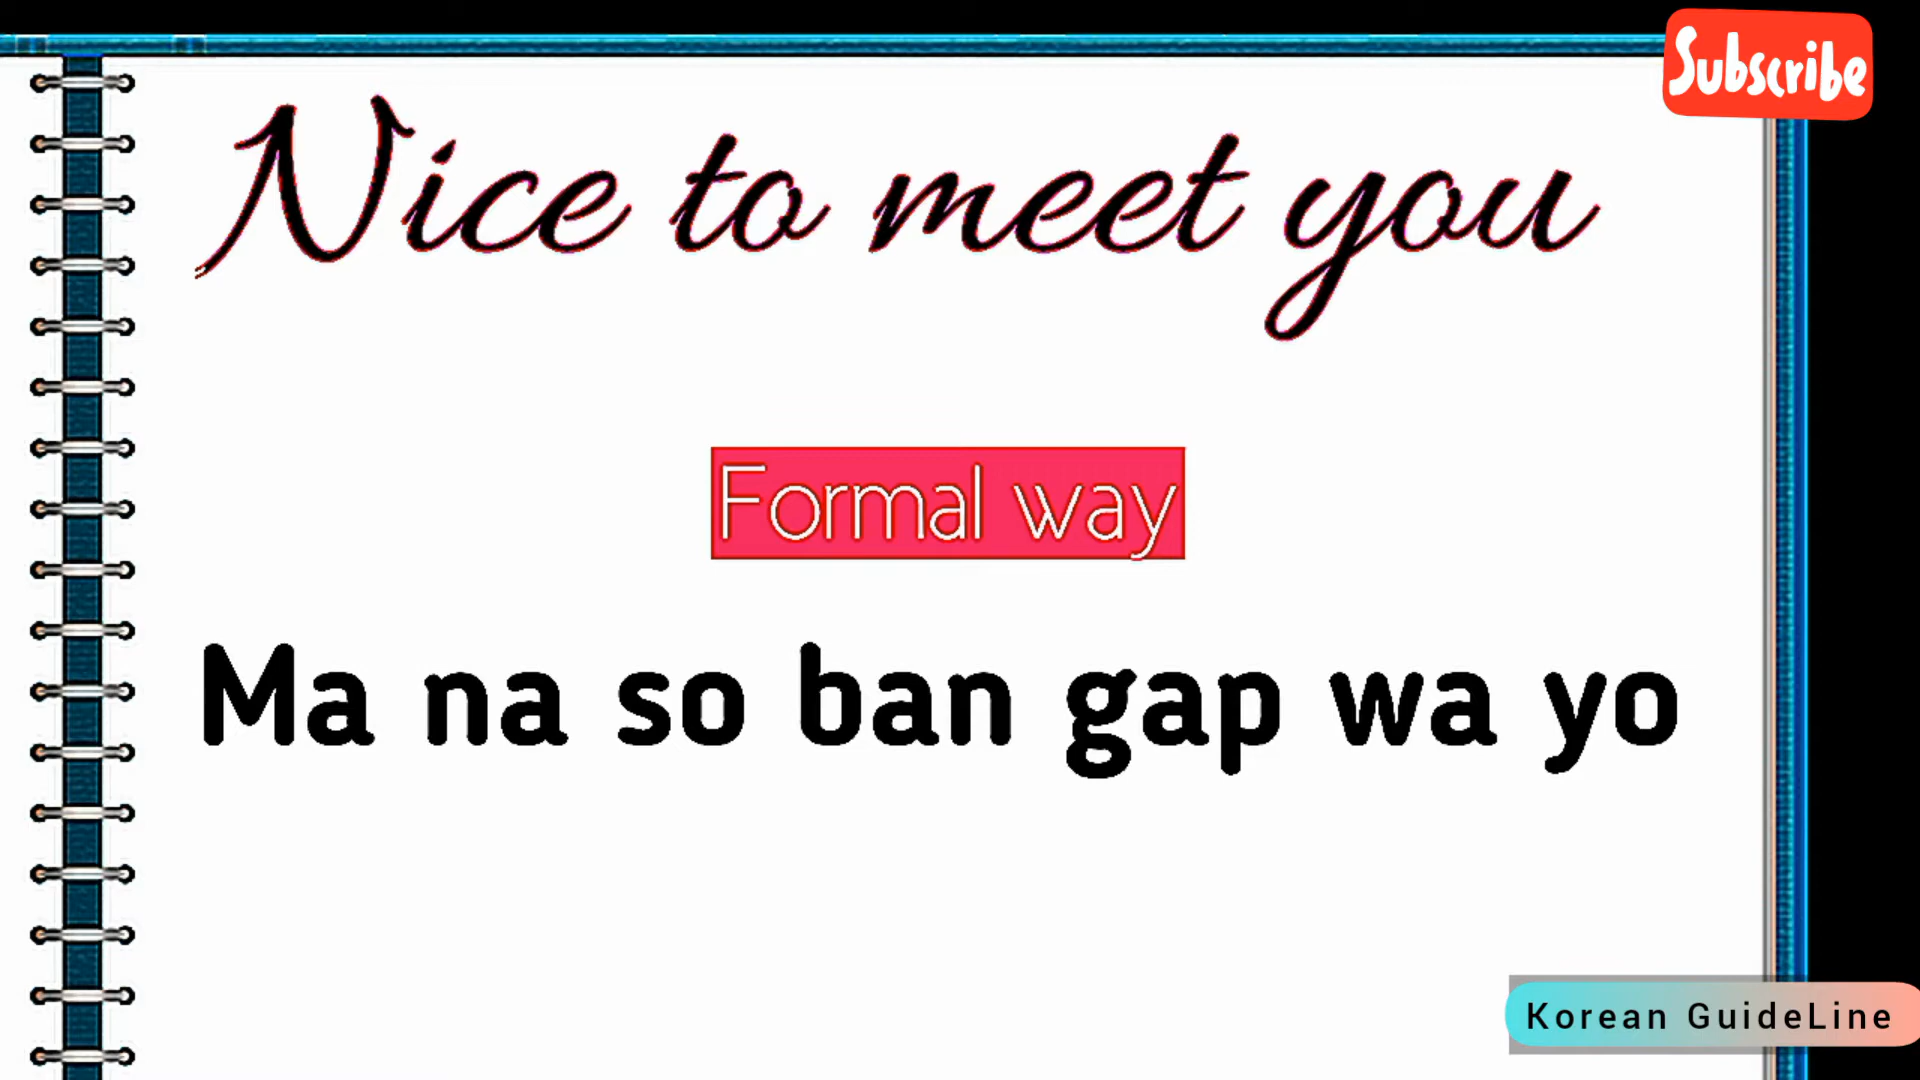 Subscribe
Nice to meet you
Formal way
Ma na so ban gap wa yo
Korean GuideLine